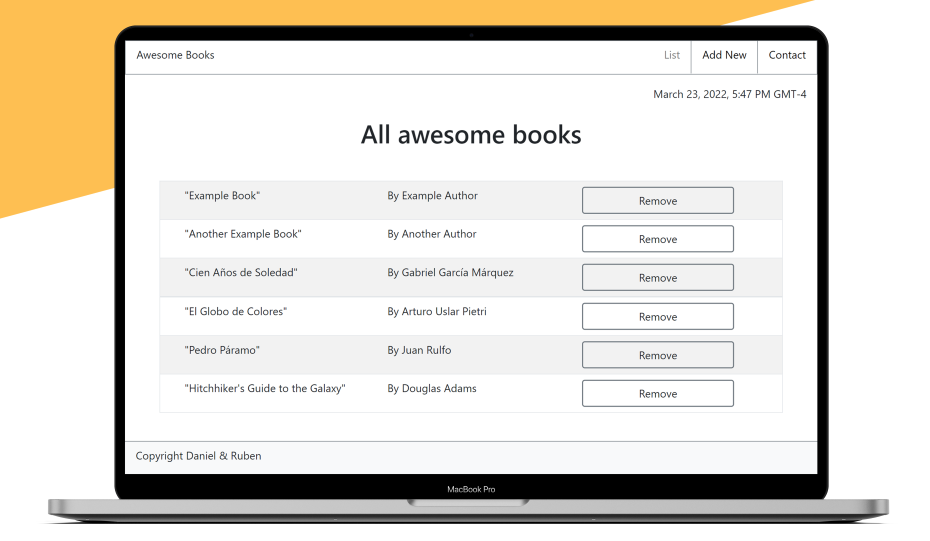 Awesome Books List Add New Contact
March 23, 2022, 5:47 PM GMT-4
All awesome books
"Example Book" By Example Author Remove
"Another Example Book" By Another Author Remove
"Cien Años de Soledad" By Gabriel García Márquez Remove
"El Globo de Colores" By Arturo Uslar Pietri Remove
"Pedro Páramo" By Juan Rulfo Remove
"Hitchhiker's Guide to the Galaxy" By Douglas Adams Remove
Copyright Daniel & Ruben
MacBook Pro